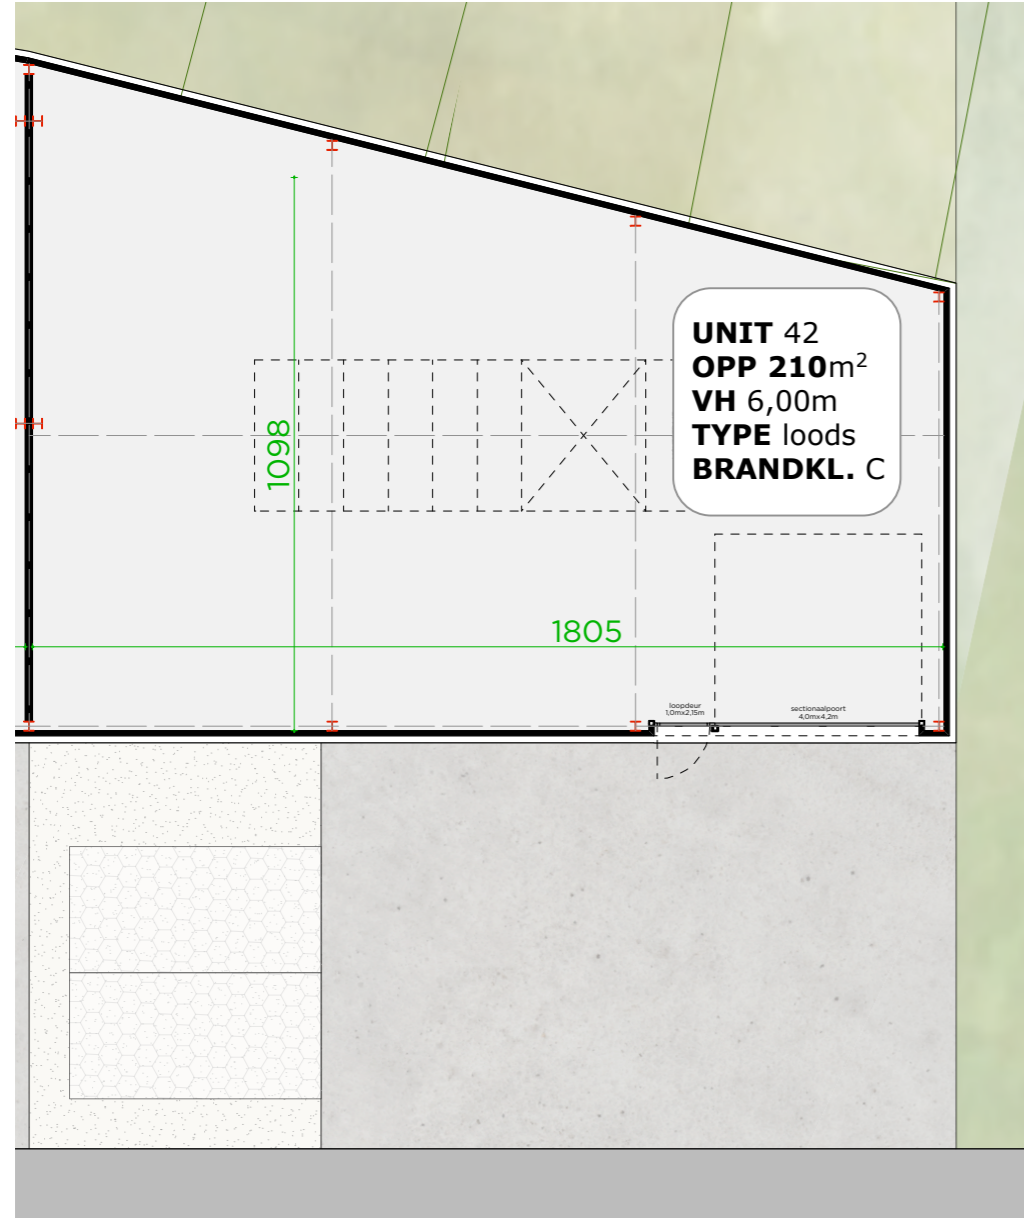 UNIT 42
OPP 210m²
VH 6,00m
TYPE loods
BRANDKL. C
1098
1805
loopdeur
1,0mx2,15m
sectionaalpoort
4,0mx4,2m